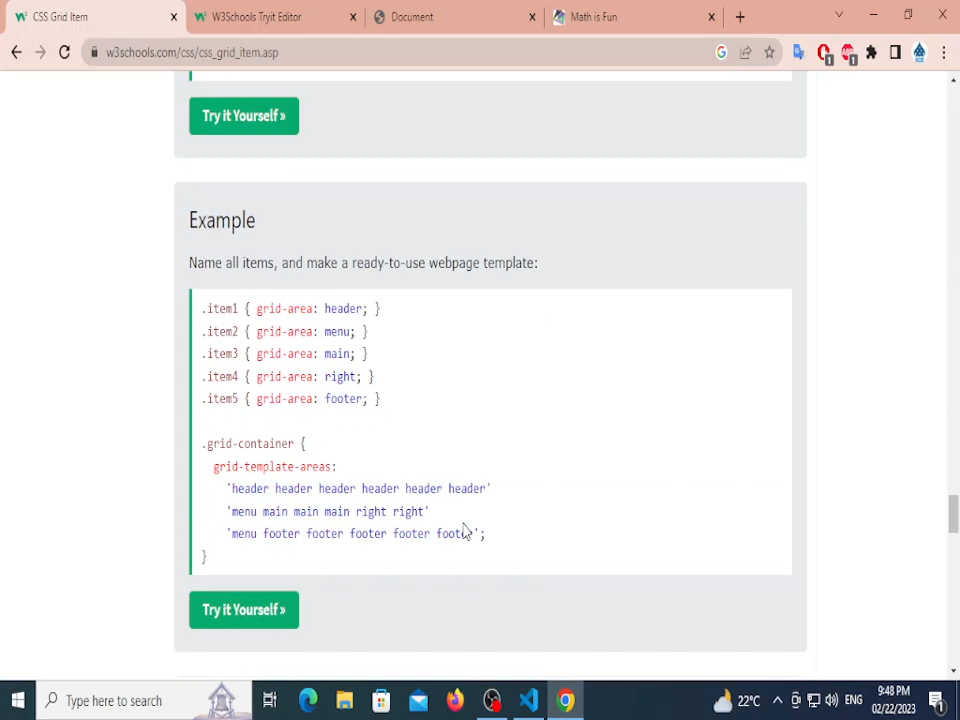 CSS Grid Item
W3Schools Tryit Editor
Document
Math is Fun
w3schools.com/css/css_grid_item.asp
Try it Yourself »
Example
Name all items, and make a ready-to-use webpage template:
.item1 { grid-area: header; }
.item2 { grid-area: menu; }
.item3 { grid-area: main; }
.item4 { grid-area: right; }
.item5 { grid-area: footer; }
.grid-container {
grid-template-areas:
'header header header header header header'
'menu main main main right right'
'menu footer footer footer footer footer';
}
Try it Yourself »
Type here to search
22°C
ENG
9:48 PM
02/22/2023